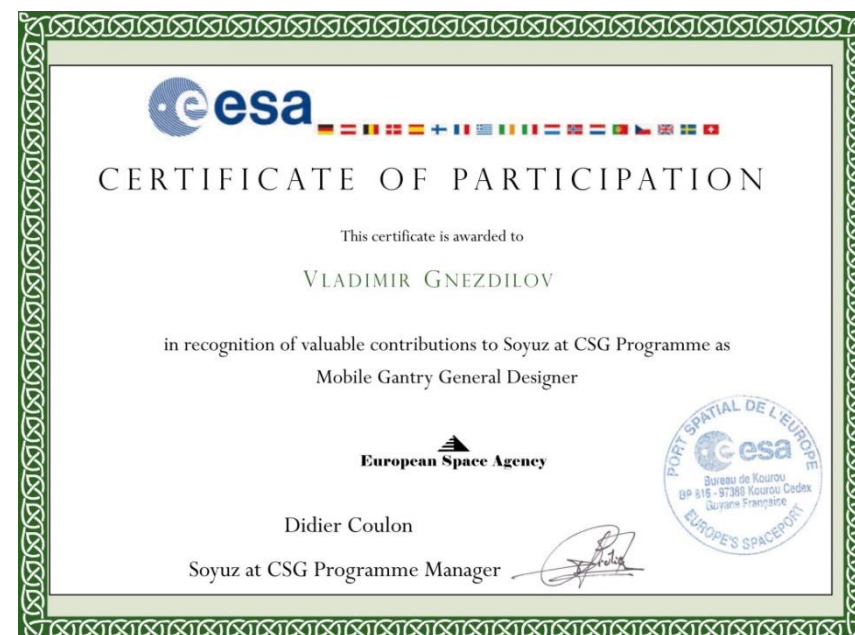 esa
CERTIFICATE OF PARTICIPATION
This certificate is awarded to
VLADIMIR GNEZDILOV
in recognition of valuable contributions to Soyuz at CSG Programme as
Mobile Gantry General Designer
European Space Agency
Didier Coulon
Soyuz at CSG Programme Manager
PORT SPATIAL DE L'EUROPE
esa
Bureau de Kourou
BP 816 - 97388 Kourou Cedex
Guyane Française
EUROPE'S SPACEPORT